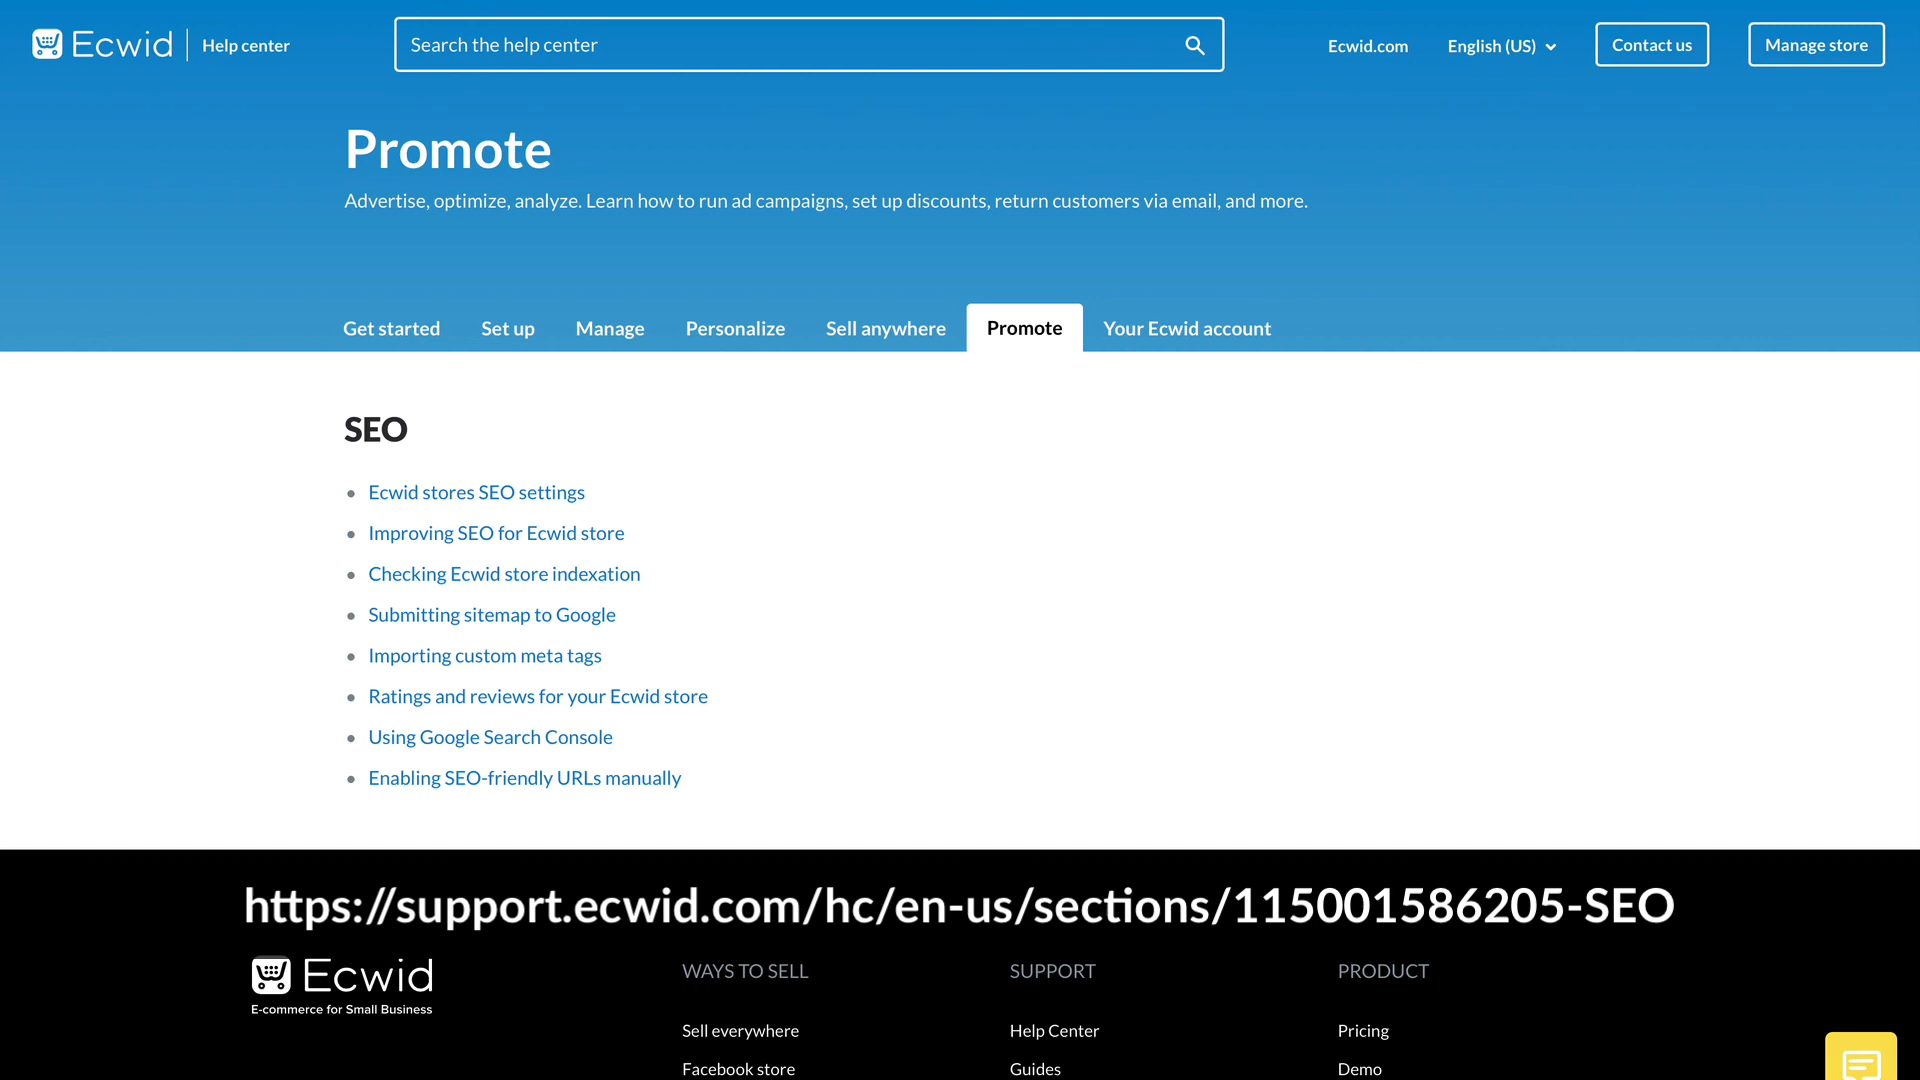 Ecwid Help center
Search the help center
Ecwid.com
English (US)
Contact us
Manage store
Promote
Advertise, optimize, analyze. Learn how to run ad campaigns, set up discounts, return customers via email, and more.
Get started Set up Manage Personalize Sell anywhere Promote Your Ecwid account
SEO
Ecwid stores SEO settings
Improving SEO for Ecwid store
Checking Ecwid store indexation
Submitting sitemap to Google
Importing custom meta tags
Ratings and reviews for your Ecwid store
Using Google Search Console
Enabling SEO-friendly URLs manually
https://support.ecwid.com/hc/en-us/sections/115001586205-SEO
Ecwid
E-commerce for Small Business
WAYS TO SELL
Sell everywhere
Facebook store
SUPPORT
Help Center
Guides
PRODUCT
Pricing
Demo